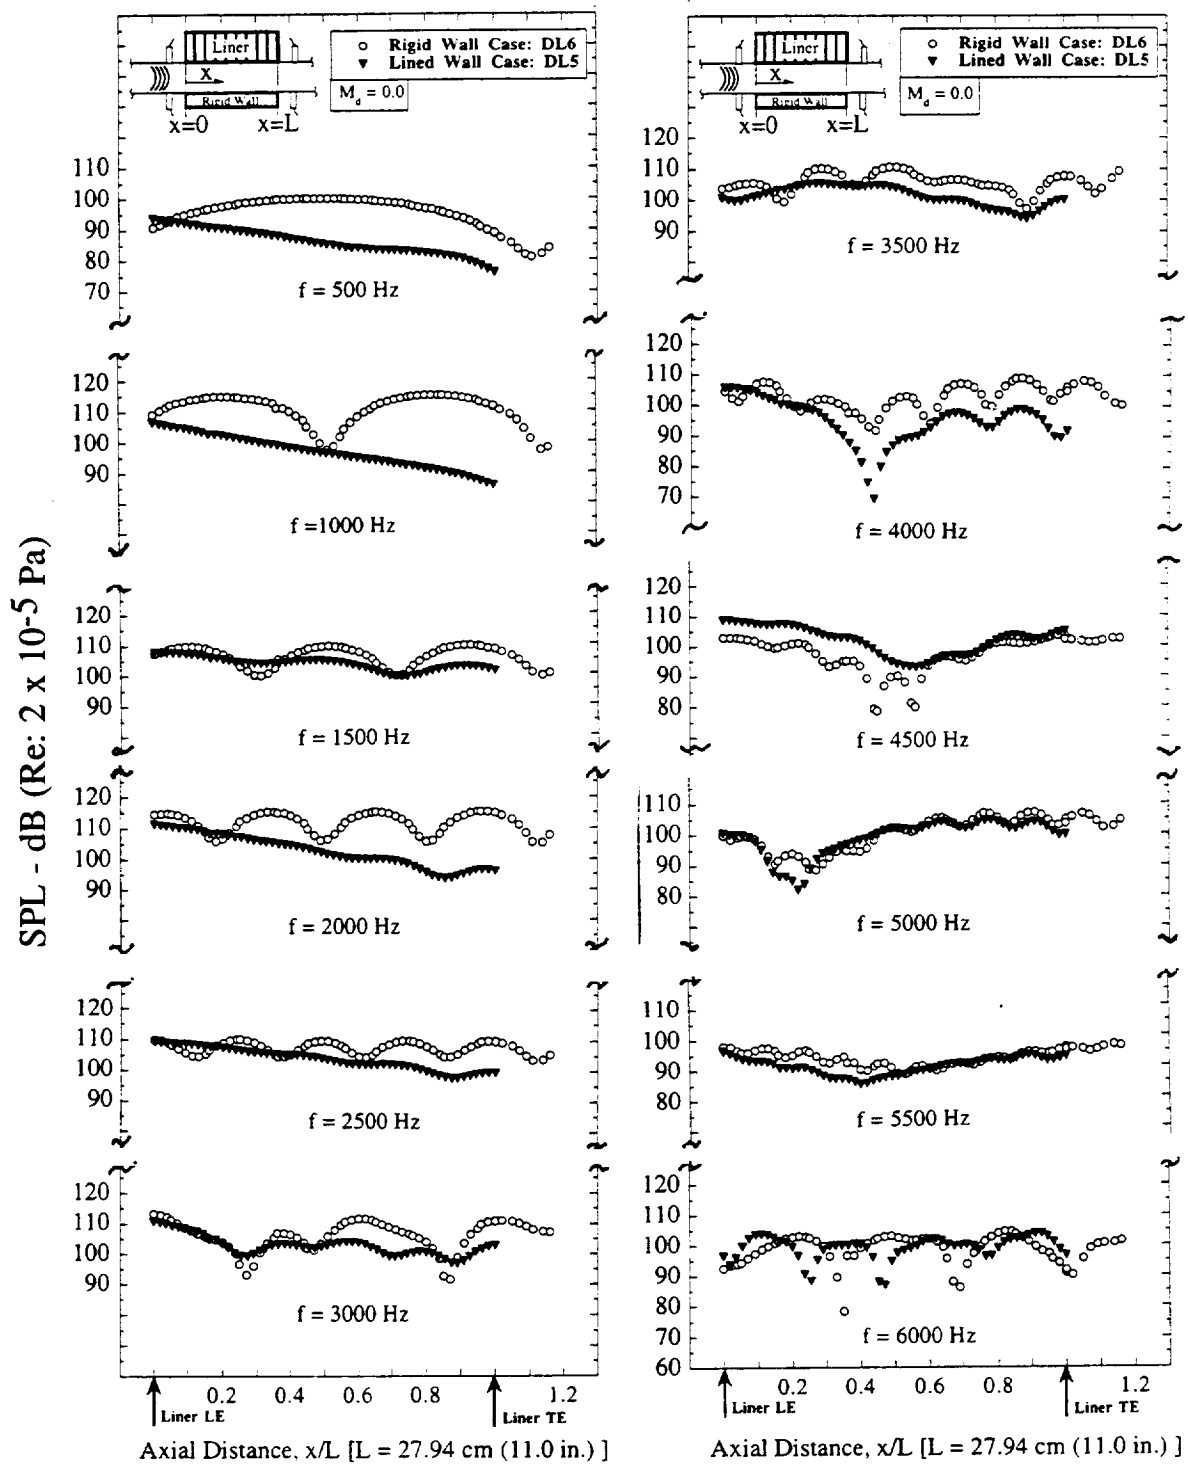 SPL - dB (Re: 2 x 10-5 Pa)
Liner
X
Rigid Wall
x=0
x=L
Rigid Wall Case: DL6
Lined Wall Case: DL5
Md = 0.0
110
100
90
80
70
f = 500 Hz
120
110
100
90
f =1000 Hz
120
110
100
90
f = 1500 Hz
120
110
100
90
f = 2000 Hz
120
110
100
90
f = 2500 Hz
120
110
100
90
f = 3000 Hz
0.2 0.4 0.6 0.8 1.2
Liner LE
Liner TE
Axial Distance, x/L [L = 27.94 cm (11.0 in.) ]
Liner
X
Rigid Wall
x=0
x=L
Rigid Wall Case: DL6
Lined Wall Case: DL5
Md = 0.0
120
110
100
90
f = 3500 Hz
120
110
100
90
80
70
f = 4000 Hz
120
110
100
90
80
f = 4500 Hz
110
100
90
80
f = 5000 Hz
110
100
90
80
f = 5500 Hz
120
110
100
90
80
70
60
f = 6000 Hz
0.2 0.4 0.6 0.8 1.2
Liner LE
Liner TE
Axial Distance, x/L [L = 27.94 cm (11.0 in.) ]